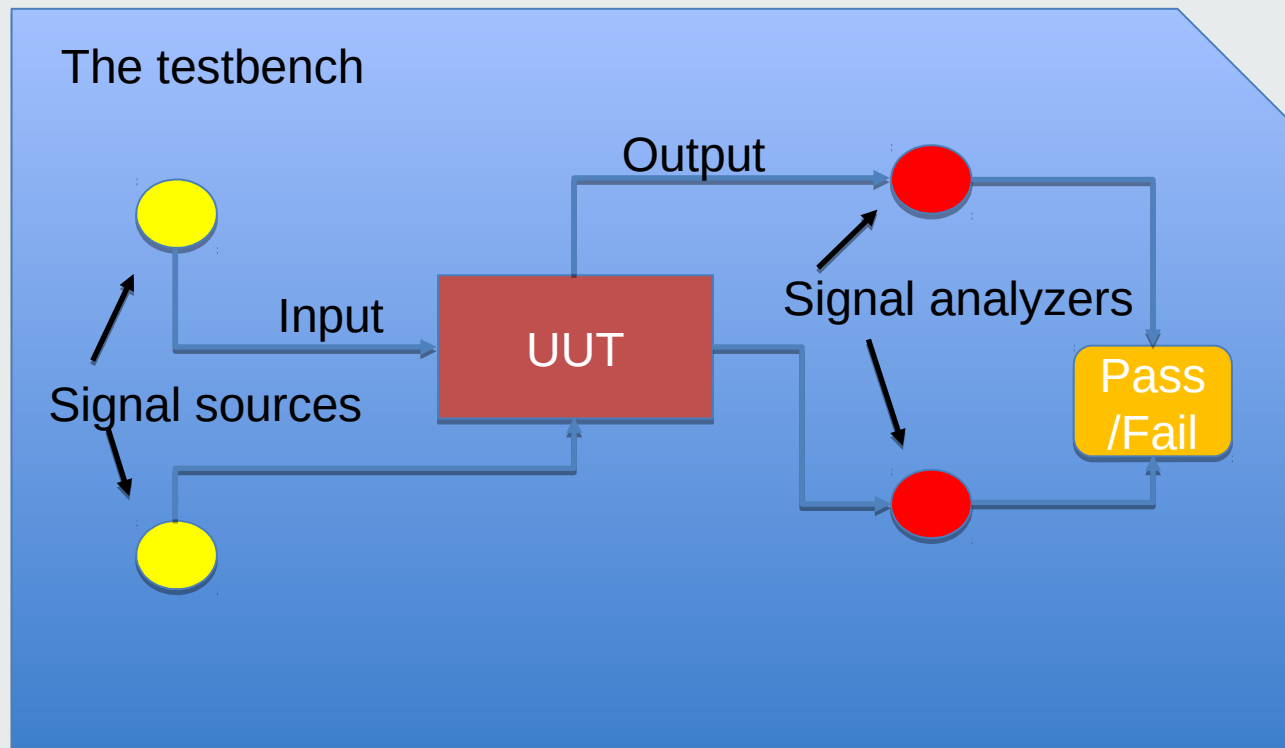 The testbench
Output
Signal analyzers
Input
UUT
Pass
/Fail
Signal sources